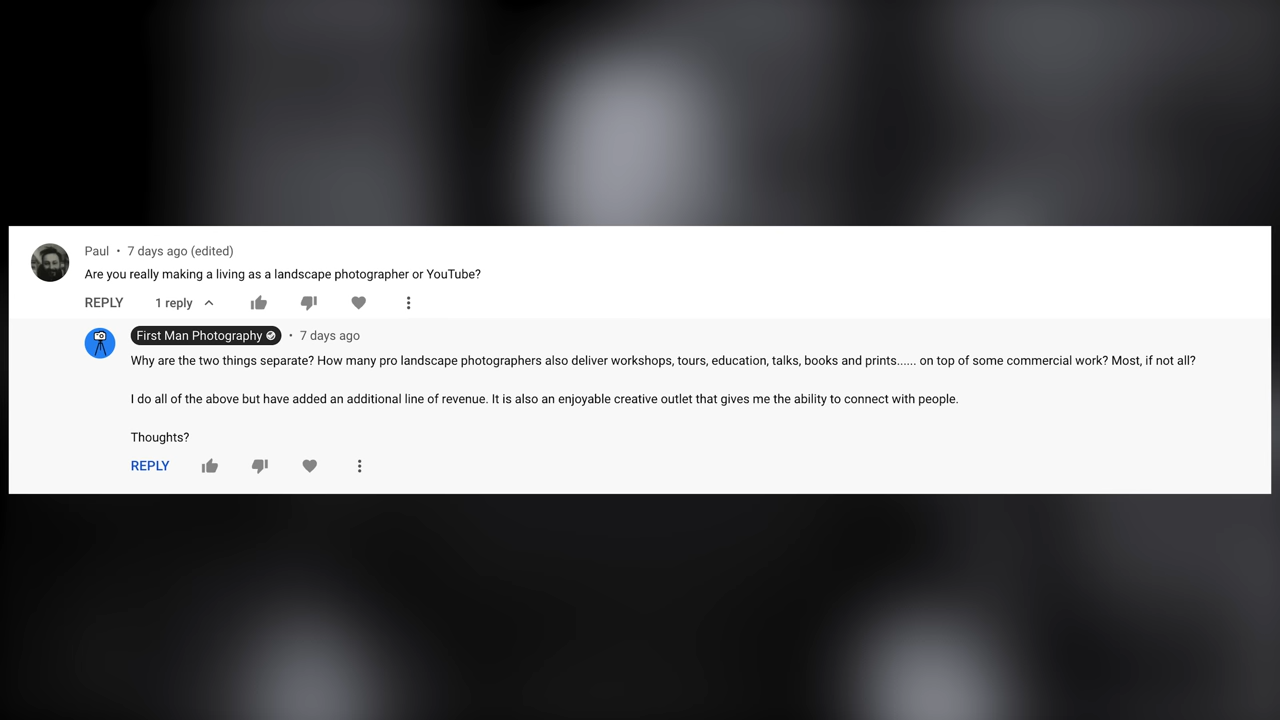 Paul • 7 days ago (edited)
Are you really making a living as a landscape photographer or YouTube?
REPLY 1 reply
First Man Photography • 7 days ago
Why are the two things separate? How many pro landscape photographers also deliver workshops, tours, education, talks, books and prints...... on top of some commercial work? Most, if not all?
I do all of the above but have added an additional line of revenue. It is also an enjoyable creative outlet that gives me the ability to connect with people.
Thoughts?
REPLY